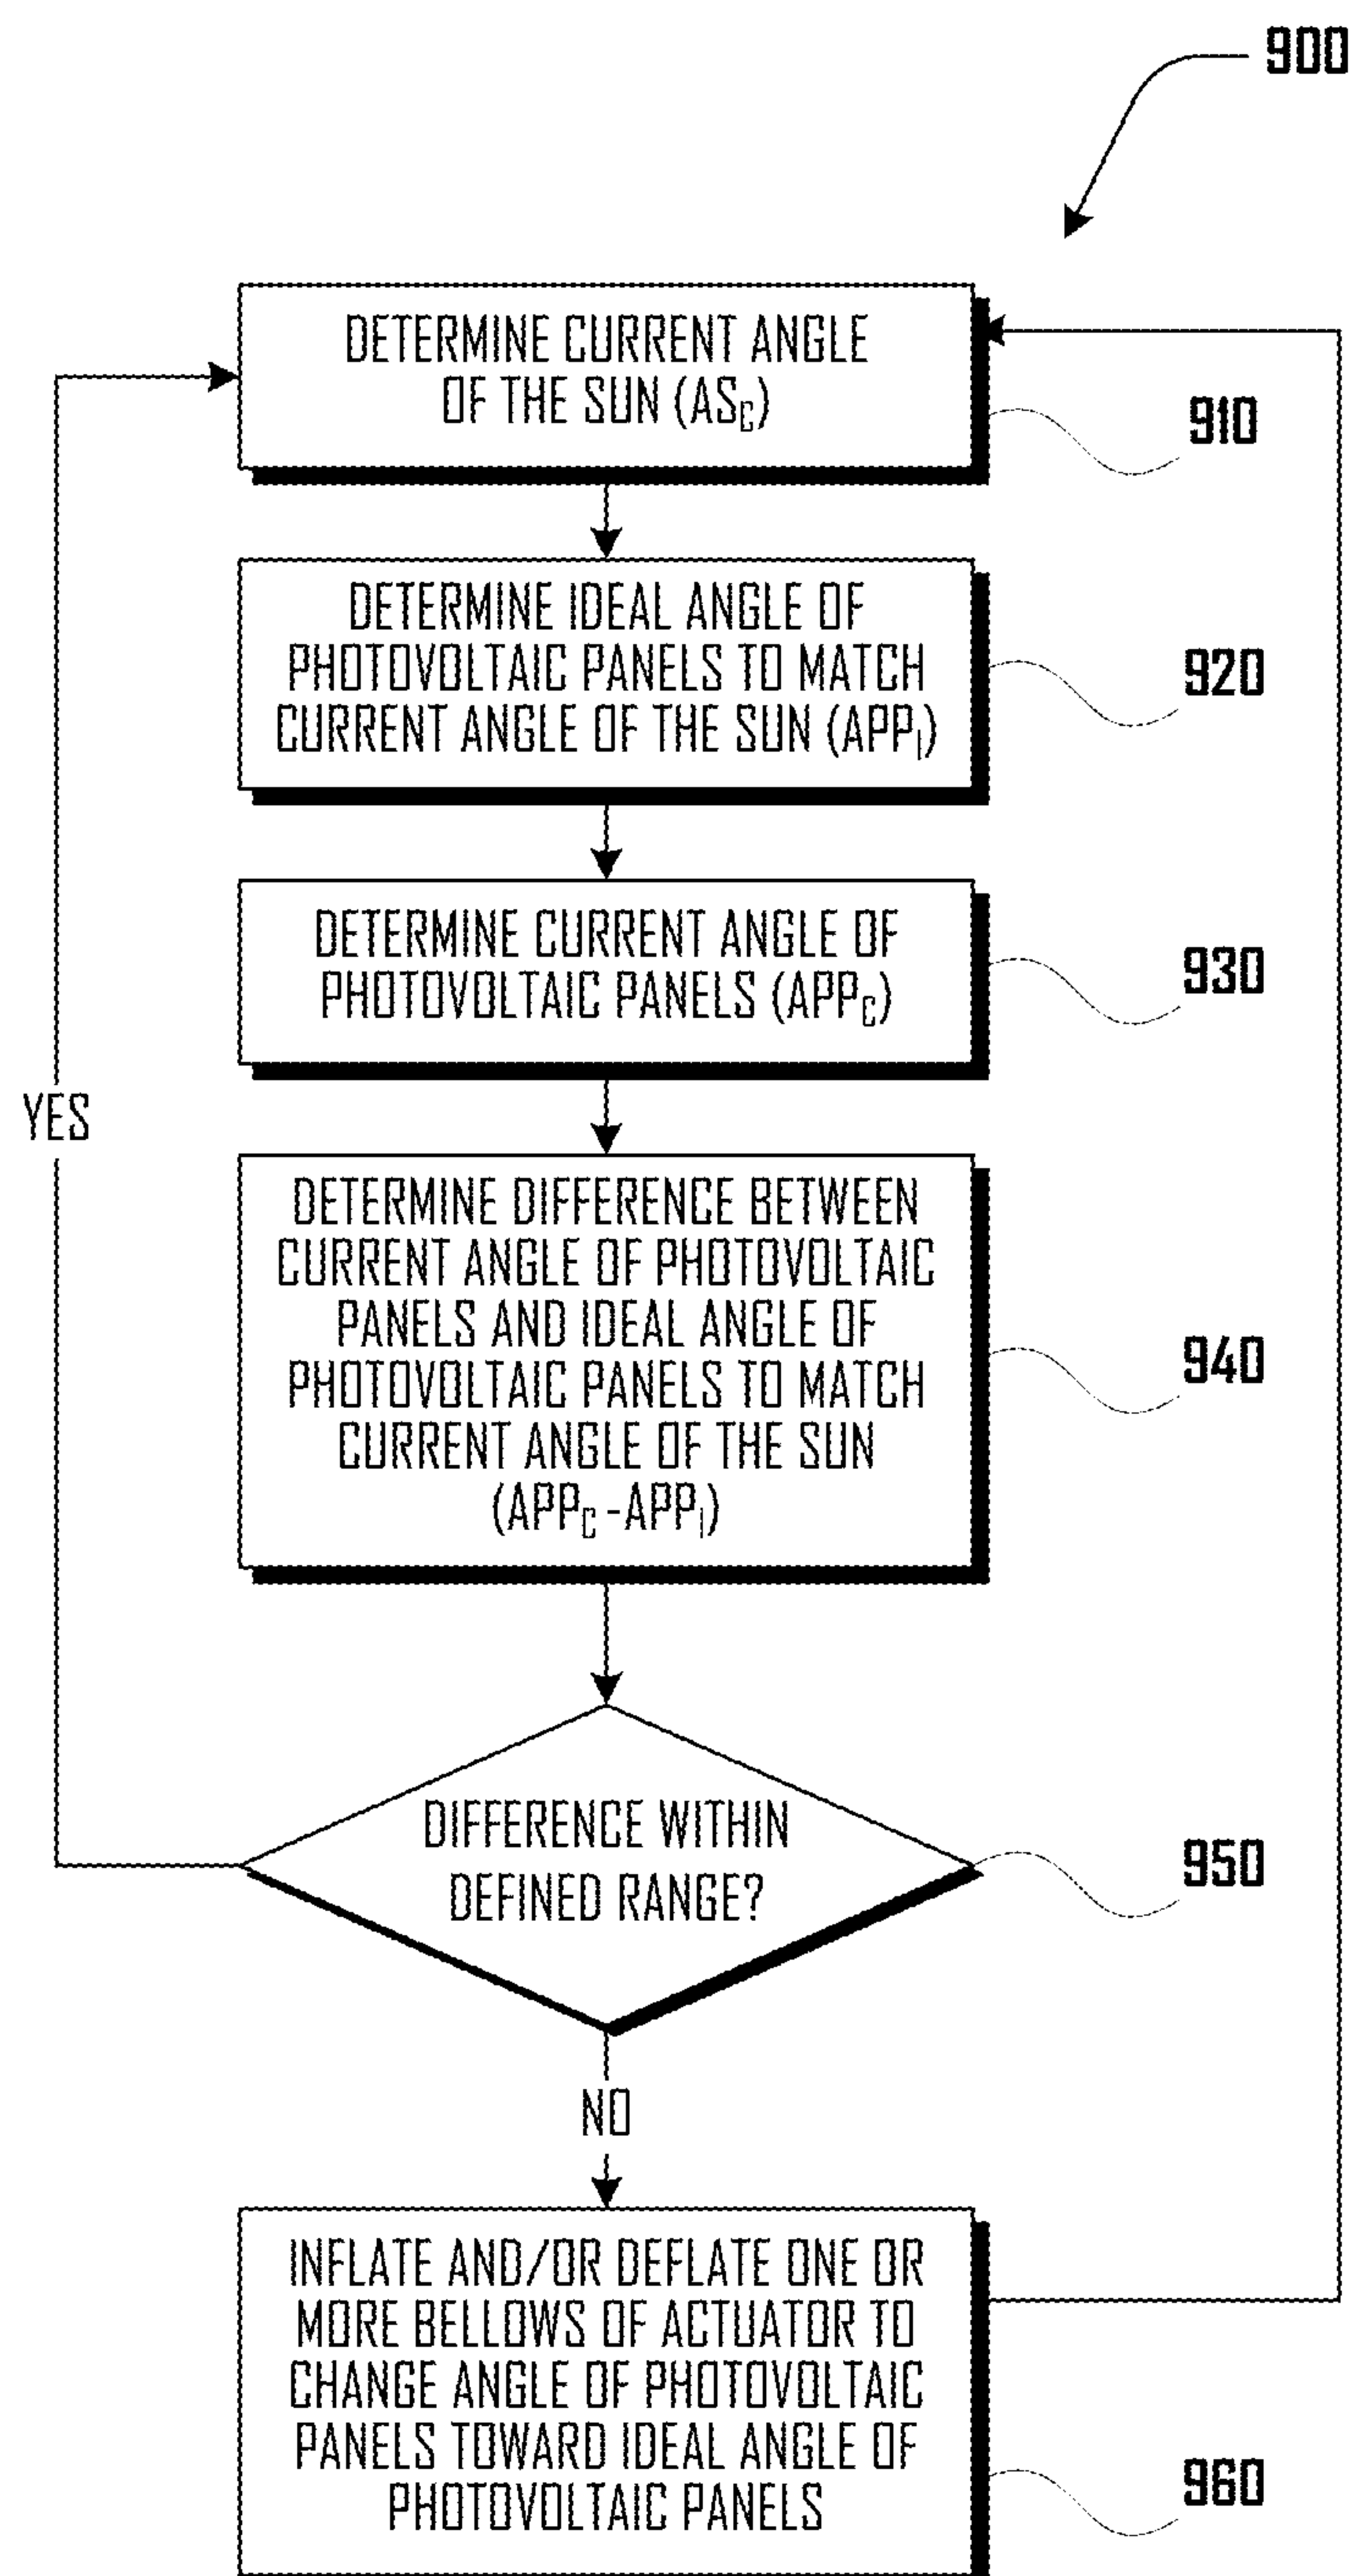 900
DETERMINE CURRENT ANGLE
OF THE SUN (AS_C)
910
DETERMINE IDEAL ANGLE OF
PHOTOVOLTAIC PANELS TO MATCH
CURRENT ANGLE OF THE SUN (APP_I)
920
DETERMINE CURRENT ANGLE OF
PHOTOVOLTAIC PANELS (APP_C)
930
YES
DETERMINE DIFFERENCE BETWEEN
CURRENT ANGLE OF PHOTOVOLTAIC
PANELS AND IDEAL ANGLE OF
PHOTOVOLTAIC PANELS TO MATCH
CURRENT ANGLE OF THE SUN
(APP_C-APP_I)
940
DIFFERENCE WITHIN
DEFINED RANGE?
950
NO
INFLATE AND/OR DEFLATE ONE OR
MORE BELLOWS OF ACTUATOR TO
CHANGE ANGLE OF PHOTOVOLTAIC
PANELS TOWARD IDEAL ANGLE OF
PHOTOVOLTAIC PANELS
960